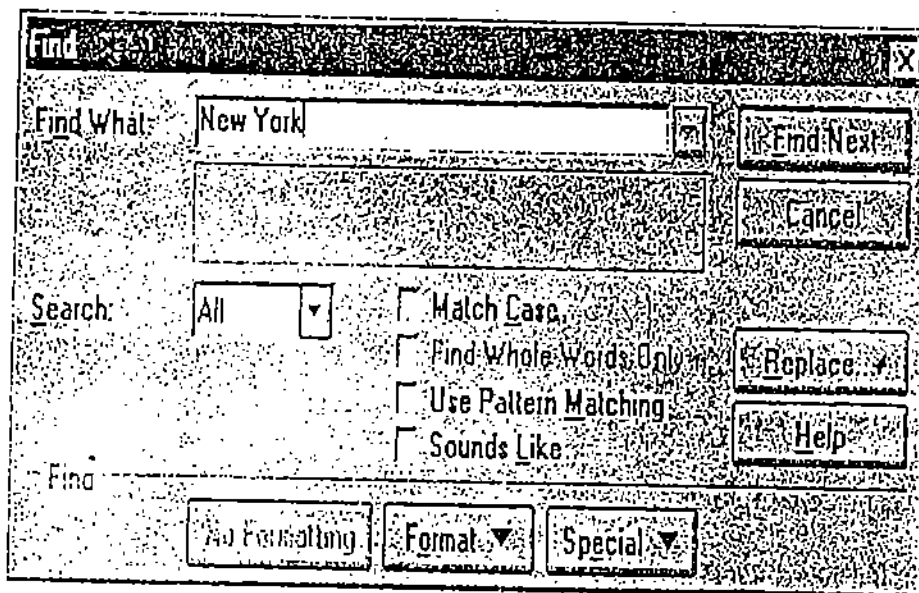 Find
Find What: New York Find Next
Cancel
Search: All Match Case
Find Whole Words Only Replace...
Use Pattern Matching
Sounds Like Help
Find
No Formatting Format Special